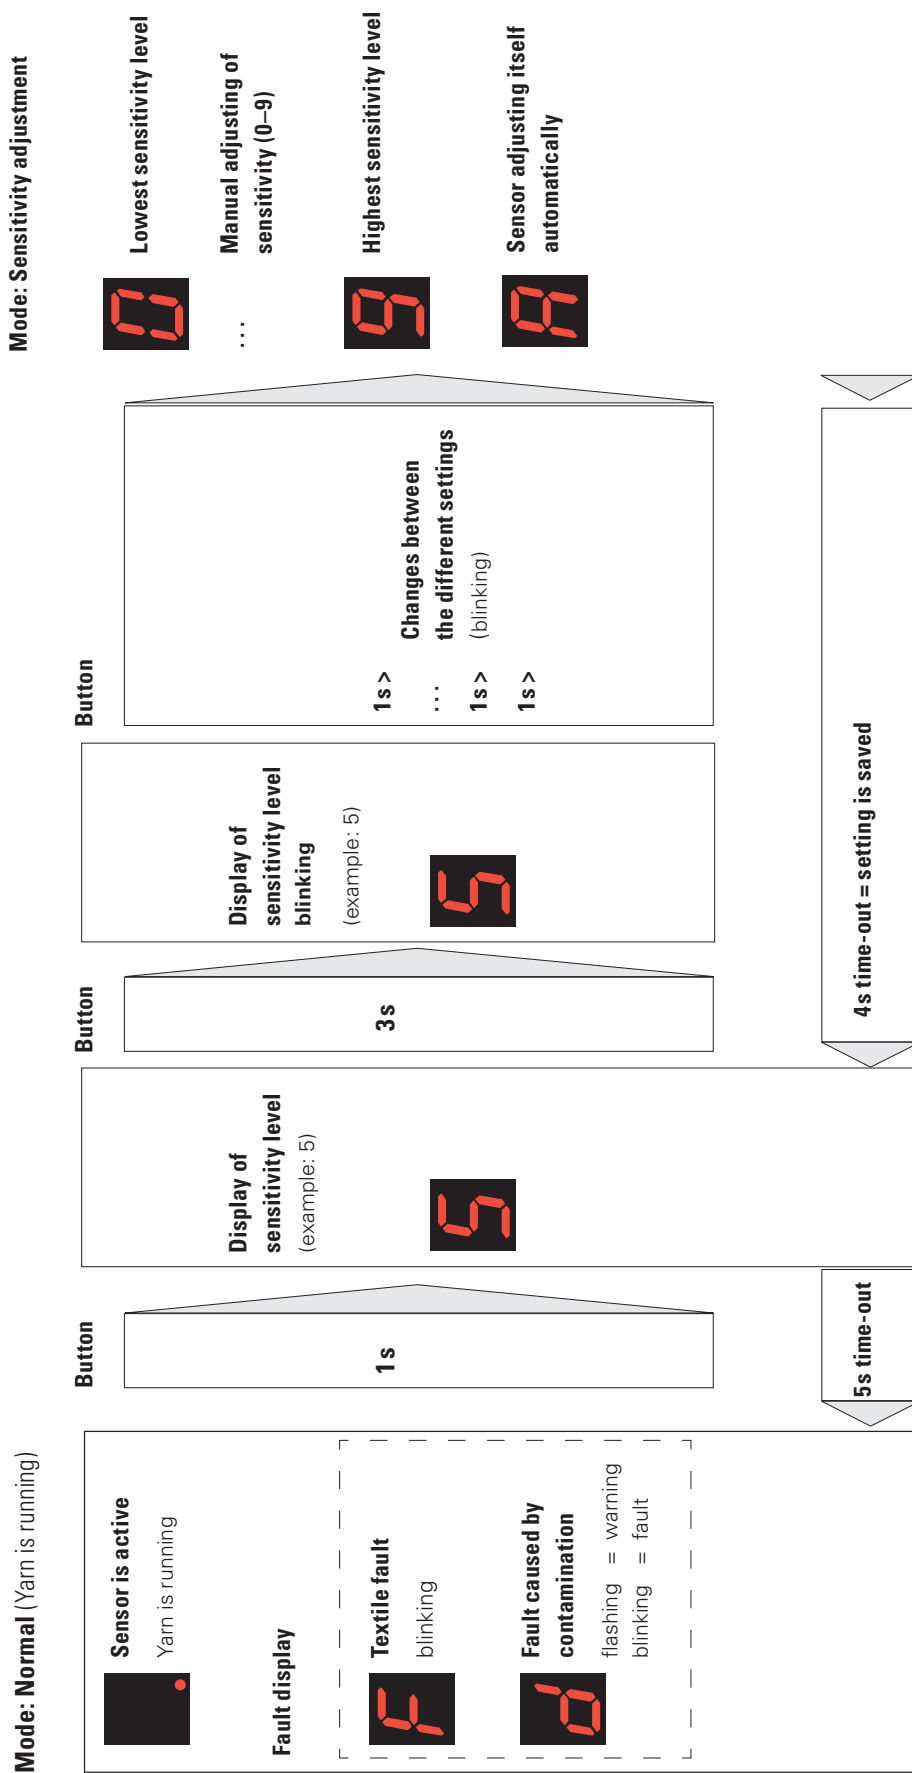 Mode: Normal (Yarn is running)
Sensor is active
Yarn is running
Fault display
F
Textile fault
blinking
d
Fault caused by
contamination
flashing = warning
blinking = fault
Button
1s
5s time-out
Display of
sensitivity level
(example: 5)
5
Button
3s
Display of
sensitivity level
blinking
(example: 5)
5
Button
1s >
...
1s >
1s >
Changes between
the different settings
(blinking)
4s time-out = setting is saved
Mode: Sensitivity adjustment
0
Lowest sensitivity level
...
Manual adjusting of
sensitivity (0–9)
9
Highest sensitivity level
A
Sensor adjusting itself
automatically